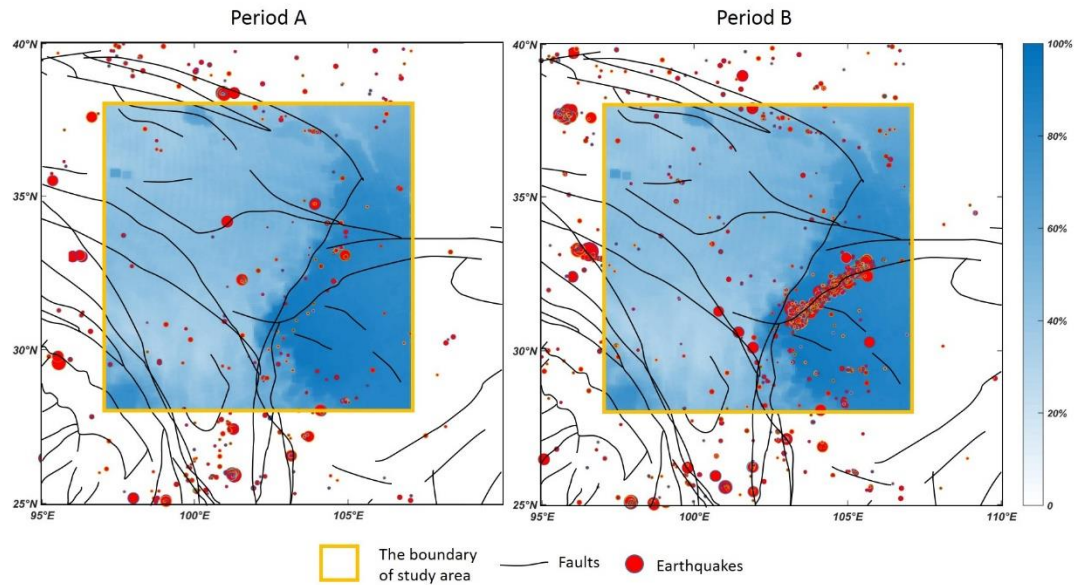 Period A
Period B
40°N
35°N
30°N
25°N
95°E
100°E
105°E
40°N
35°N
30°N
25°N
95°E
100°E
105°E
110°E
100%
80%
60%
40%
20%
0%
The boundary
of study area
Faults
Earthquakes